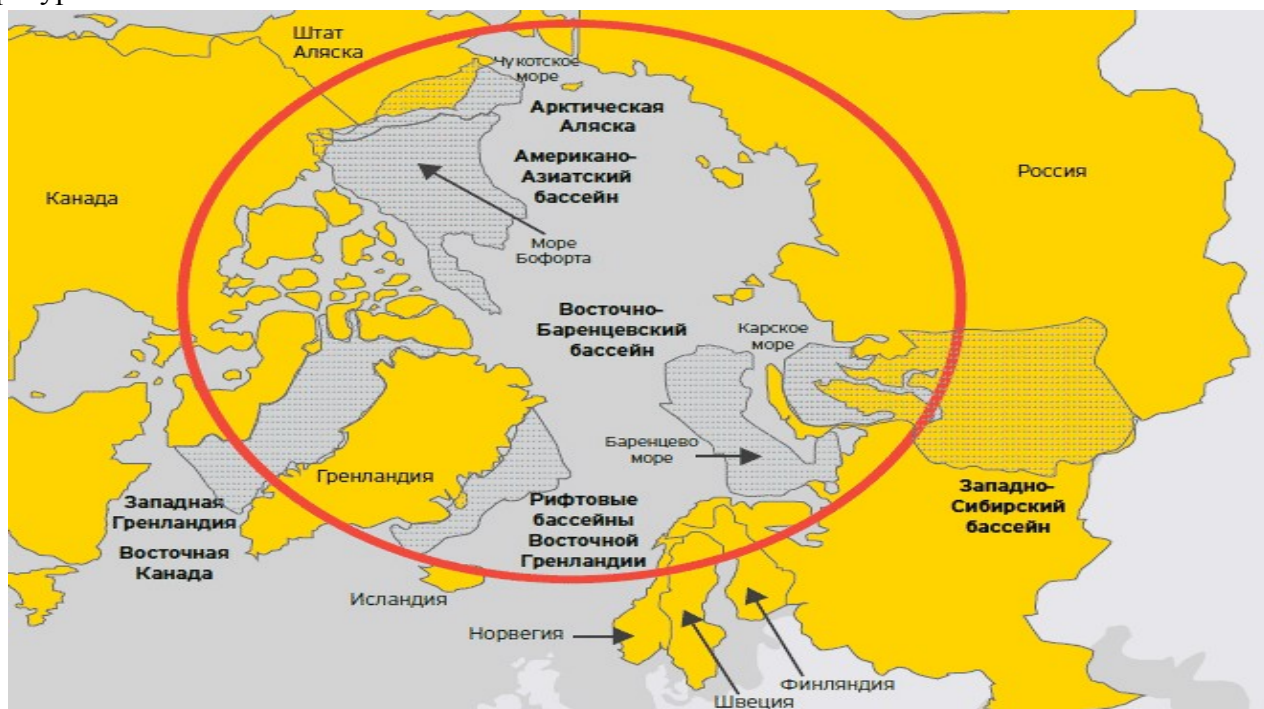 Штат
Аляска
Чукотское
море
Арктическая
Аляска
Американо-
Азиатский
бассейн
Россия
Канада
Море
Бофорта
Восточно-
Баренцевский
бассейн
Карское
море
Баренцево
море
Гренландия
Западная
Гренландия
Восточная
Канада
Рифтовые
бассейны
Восточной
Гренландии
Западно-
Сибирский
бассейн
Исландия
Норвегия
Финляндия
Швеция